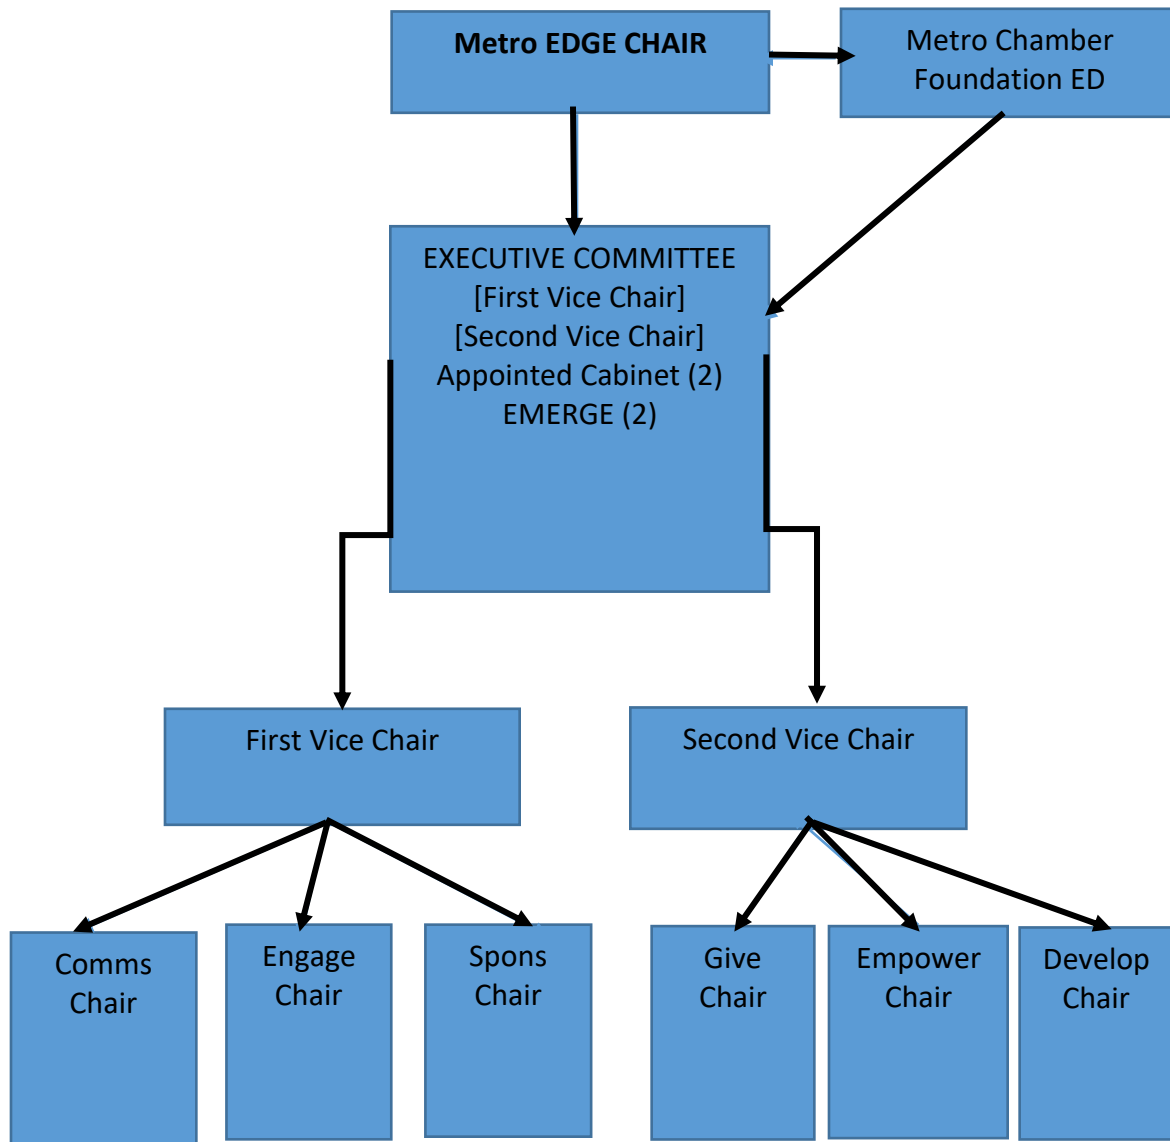 Metro EDGE CHAIR
Metro Chamber
Foundation ED
EXECUTIVE COMMITTEE
[First Vice Chair]
[Second Vice Chair]
Appointed Cabinet (2)
EMERGE (2)
First Vice Chair
Second Vice Chair
Comms
Chair
Engage
Chair
Spons
Chair
Give
Chair
Empower
Chair
Develop
Chair